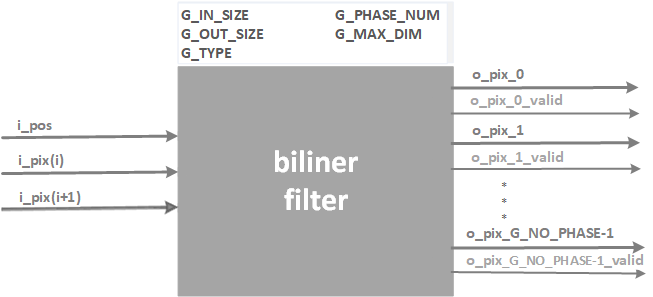 G_IN_SIZE G_PHASE_NUM
G_OUT_SIZE G_MAX_DIM
G_TYPE
o_pix_0
o_pix_0_valid
i_pos
o_pix_1
i_pix(i)
biliner
o_pix_1_valid
*
i_pix(i+1)
filter
*
*
o_pix_G_NO_PHASE-1
o_pix_G_NO_PHASE-1_valid